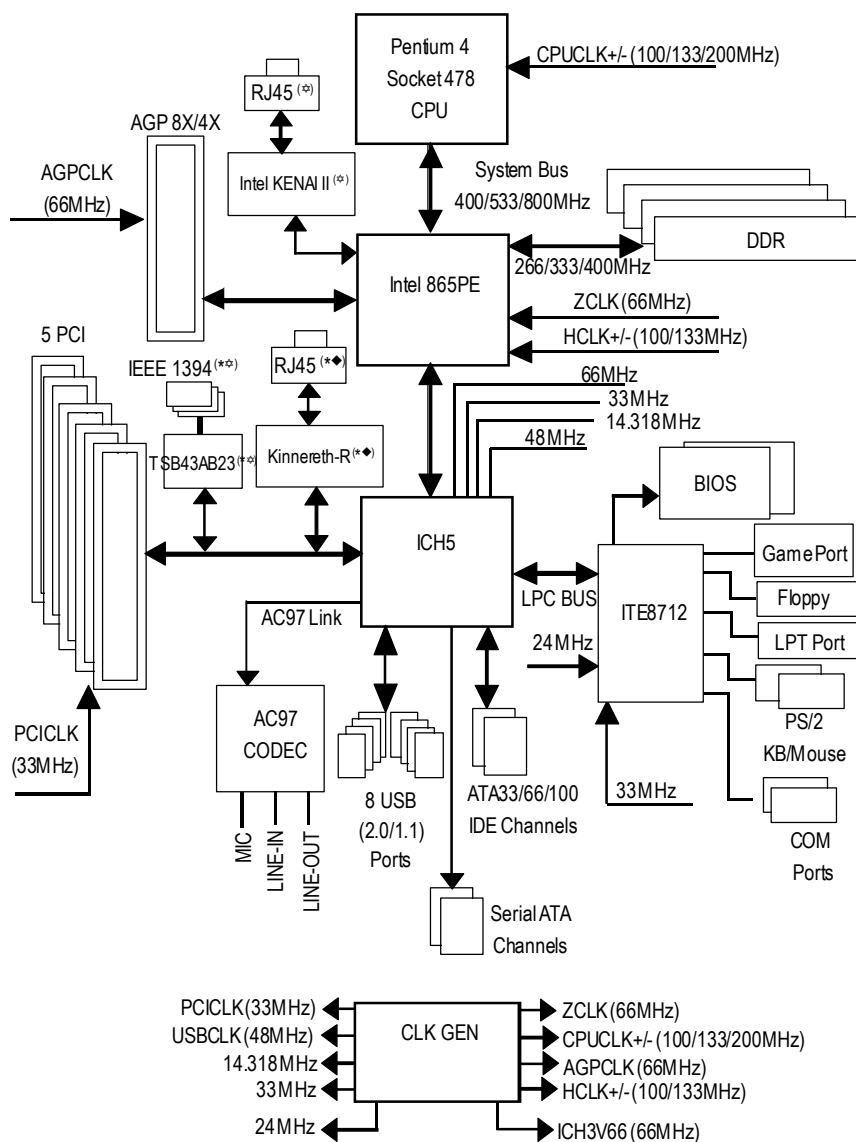 Pentium 4
Socket 478
CPU
CPUCLK+/- (100/133/200MHz)
RJ45 (✡)
AGP 8X/4X
Intel KENAI II (✡)
AGPCLK
(66MHz)
System Bus
400/533/800MHz
DDR
266/333/400MHz
Intel 865PE
ZCLK (66MHz)
HCLK+/- (100/133MHz)
5 PCI
IEEE 1394 (*✡)
RJ45 (*◆)
66MHz
33MHz
14.318MHz
48MHz
TSB43AB23 (*✡)
Kinnereth-R (*◆)
BIOS
ICH5
Game Port
LPC BUS
ITE8712
Floppy
AC97 Link
24MHz
LPT Port
PS/2
KB/Mouse
PCICLK
(33MHz)
AC97
CODEC
8 USB
(2.0/1.1)
Ports
ATA33/66/100
IDE Channels
33MHz
MIC
LINE-IN
LINE-OUT
COM
Ports
Serial ATA
Channels
PCICLK (33MHz)
USBCLK (48MHz)
14.318MHz
33MHz
24MHz
CLK GEN
ZCLK (66MHz)
CPUCLK+/- (100/133/200MHz)
AGPCLK (66MHz)
HCLK+/- (100/133MHz)
ICH3V66 (66MHz)